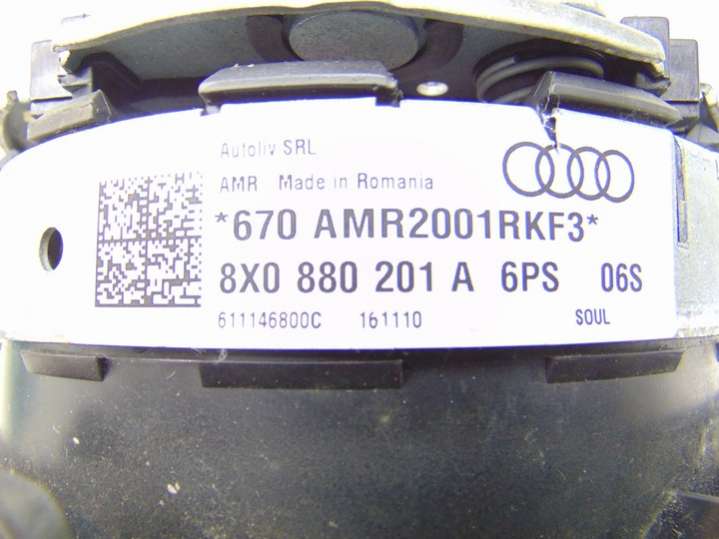 Autoliv SRL
AMR Made in Romania
*670 AMR2001RKF3*
8X0 880 201 A 6PS 06S
611146800C 161110 SOUL